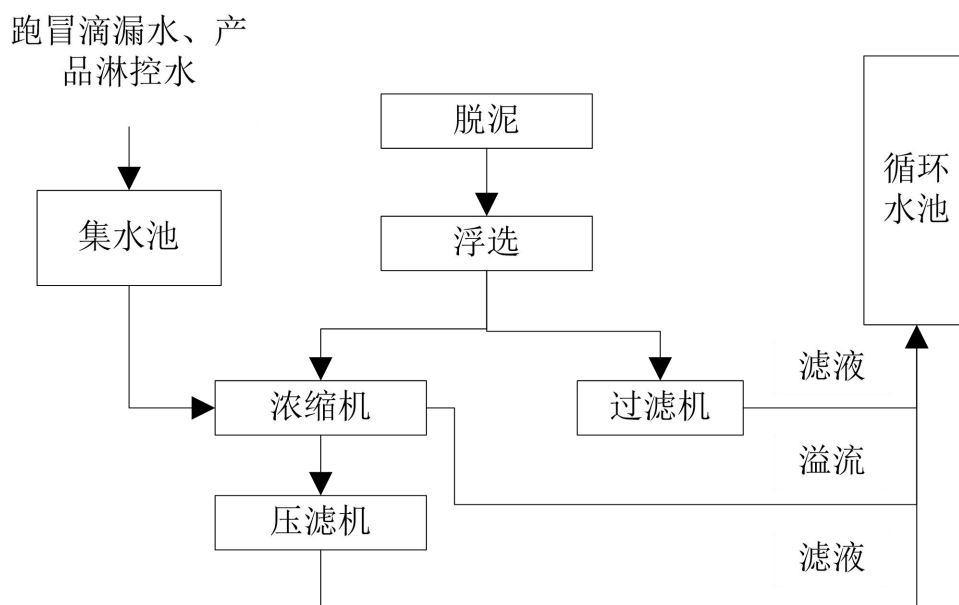 跑冒滴漏水、产
品淋控水
脱泥
循环
水池
集水池
浮选
滤液
浓缩机
过滤机
溢流
压滤机
滤液